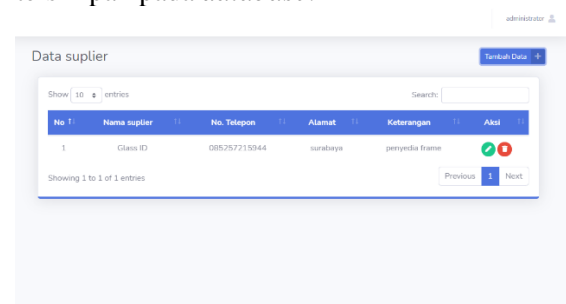 administrator
Data suplier
Tambah Data +
Show 10 entries
Search:
No Nama suplier No. Telepon Alamat Keterangan Aksi
1 Glass ID 085257215944 surabaya penyedia frame
Showing 1 to 1 of 1 entries
Previous 1 Next